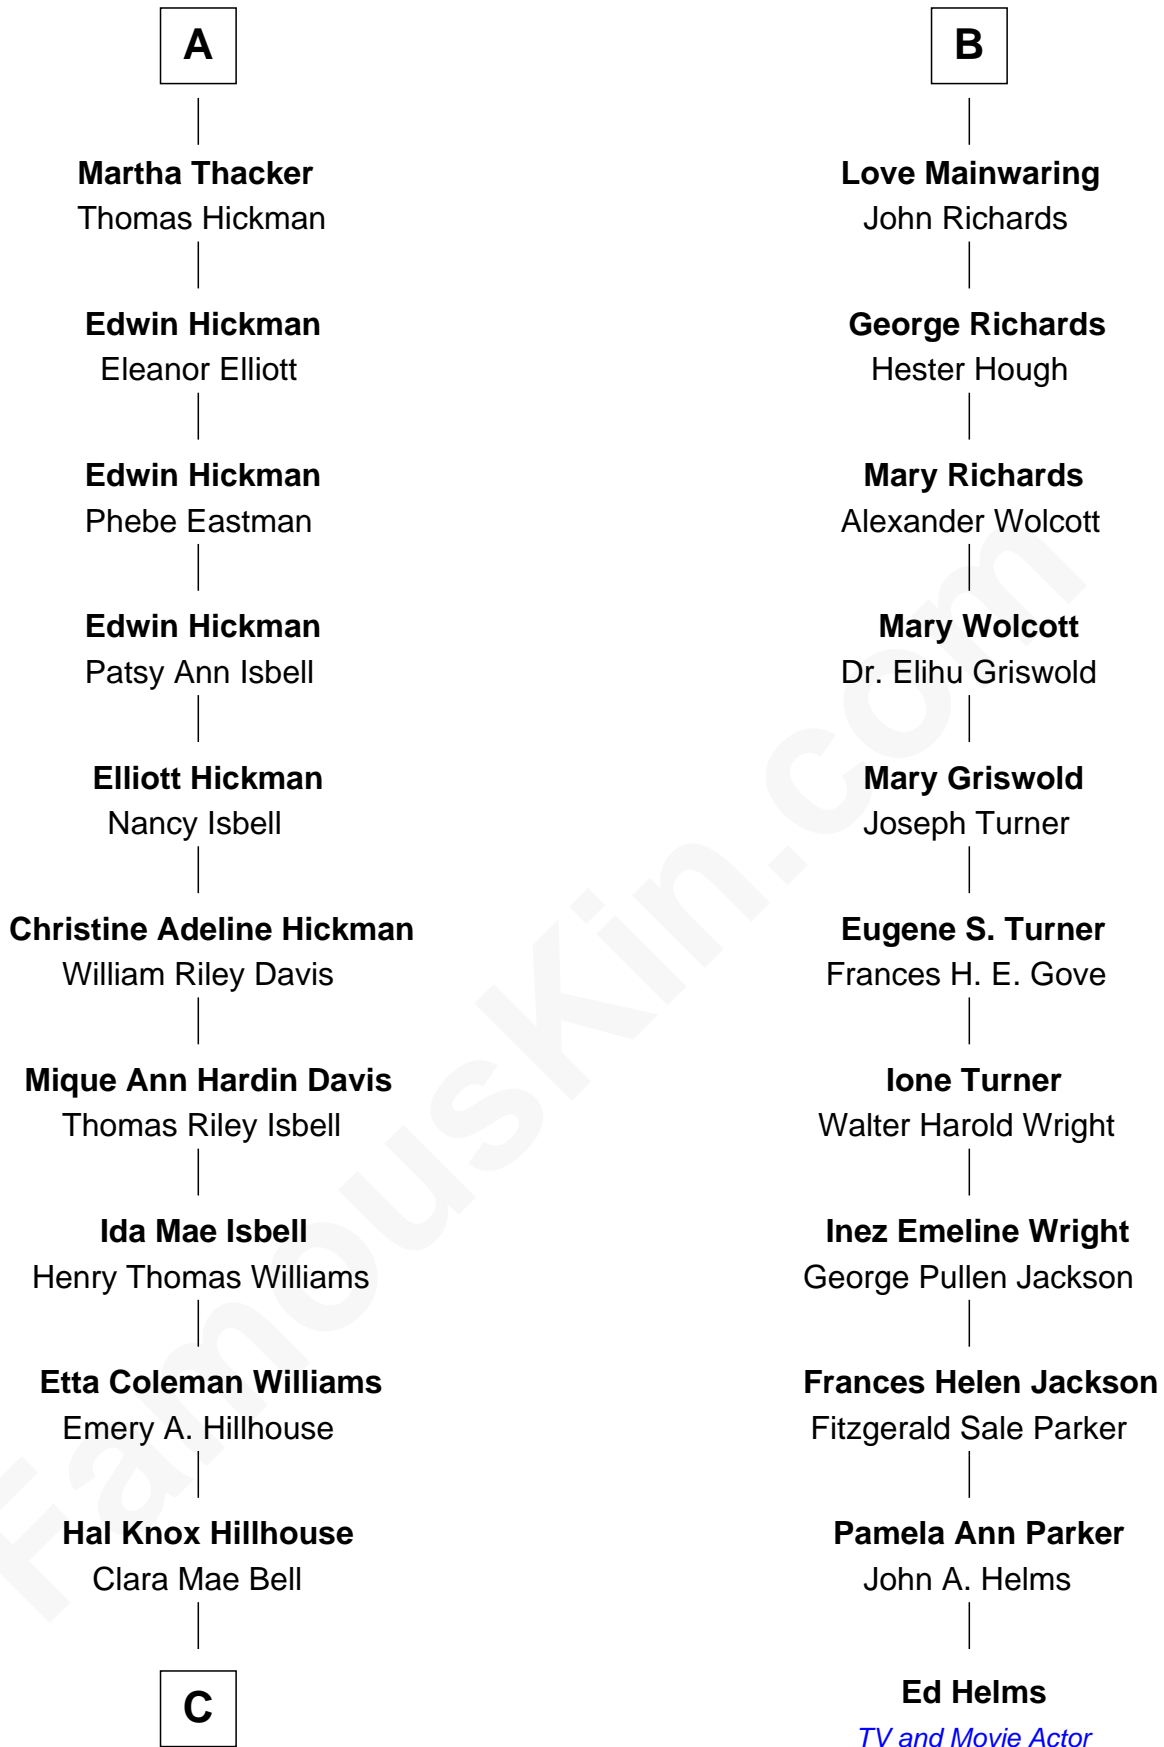 A
Martha Thacker
Thomas Hickman
Edwin Hickman
Eleanor Elliott
Edwin Hickman
Phebe Eastman
Edwin Hickman
Patsy Ann Isbell
Elliott Hickman
Nancy Isbell
Christine Adeline Hickman
William Riley Davis
Mique Ann Hardin Davis
Thomas Riley Isbell
Ida Mae Isbell
Henry Thomas Williams
Etta Coleman Williams
Emery A. Hillhouse
Hal Knox Hillhouse
Clara Mae Bell
C
B
Love Mainwaring
John Richards
George Richards
Hester Hough
Mary Richards
Alexander Wolcott
Mary Wolcott
Dr. Elihu Griswold
Mary Griswold
Joseph Turner
Eugene S. Turner
Frances H. E. Gove
Ione Turner
Walter Harold Wright
Inez Emeline Wright
George Pullen Jackson
Frances Helen Jackson
Fitzgerald Sale Parker
Pamela Ann Parker
John A. Helms
Ed Helms
TV and Movie Actor
FamousKin.com